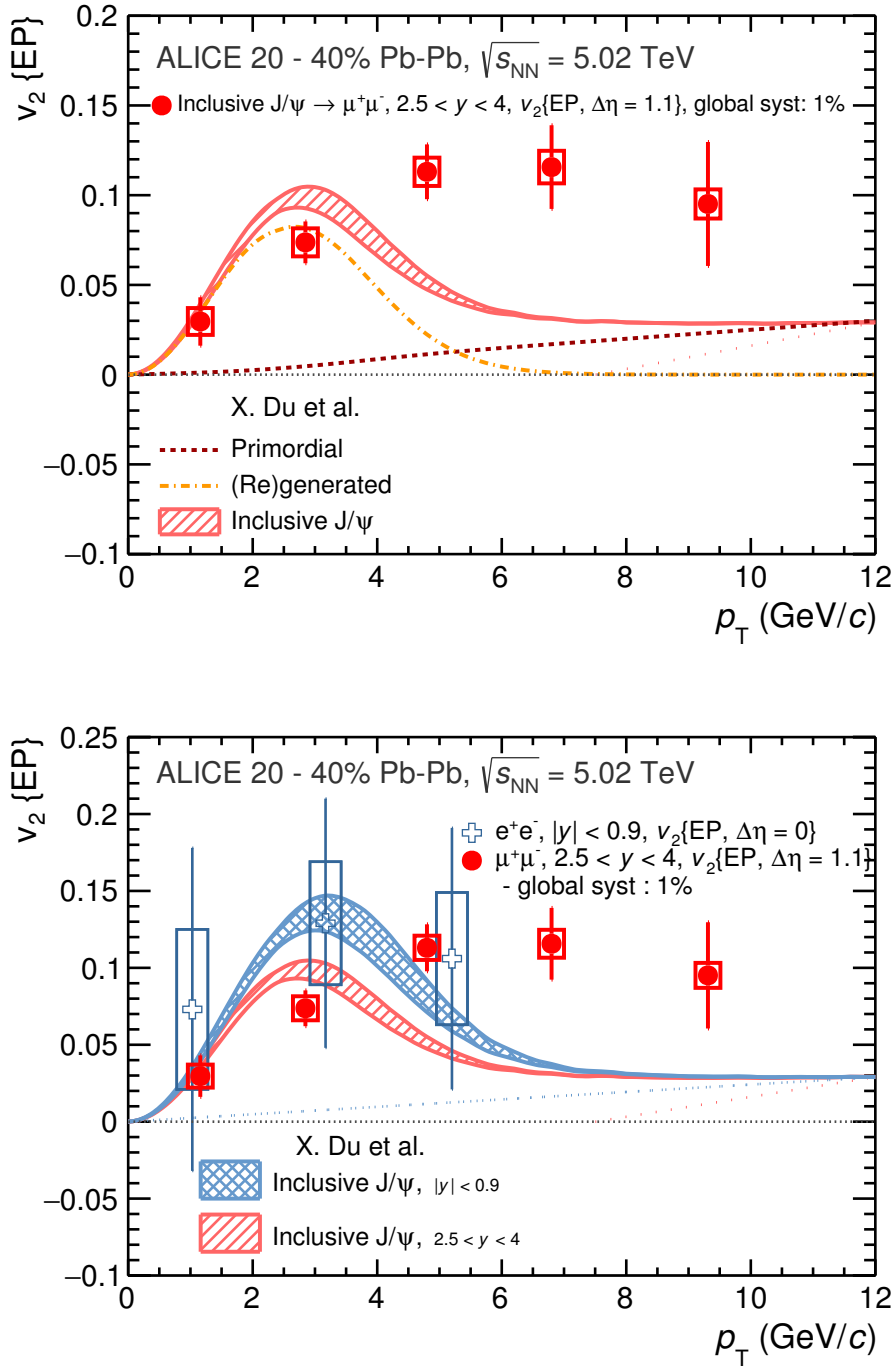 v₂ {EP}
0.2
0.15
0.1
0.05
0
−0.05
−0.1
ALICE 20 - 40% Pb-Pb, √s_NN = 5.02 TeV
Inclusive J/ψ → μ⁺μ⁻, 2.5 < y < 4, v₂{EP, Δη = 1.1}, global syst: 1%
X. Du et al.
Primordial
(Re)generated
Inclusive J/ψ
0 2 4 6 8 10 12
p_T (GeV/c)
v₂ {EP}
0.25
0.2
0.15
0.1
0.05
0
−0.05
−0.1
ALICE 20 - 40% Pb-Pb, √s_NN = 5.02 TeV
e⁺e⁻, |y| < 0.9, v₂{EP, Δη = 0}
μ⁺μ⁻, 2.5 < y < 4, v₂{EP, Δη = 1.1}
- global syst : 1%
X. Du et al.
Inclusive J/ψ, |y| < 0.9
Inclusive J/ψ, 2.5 < y < 4
0 2 4 6 8 10 12
p_T (GeV/c)